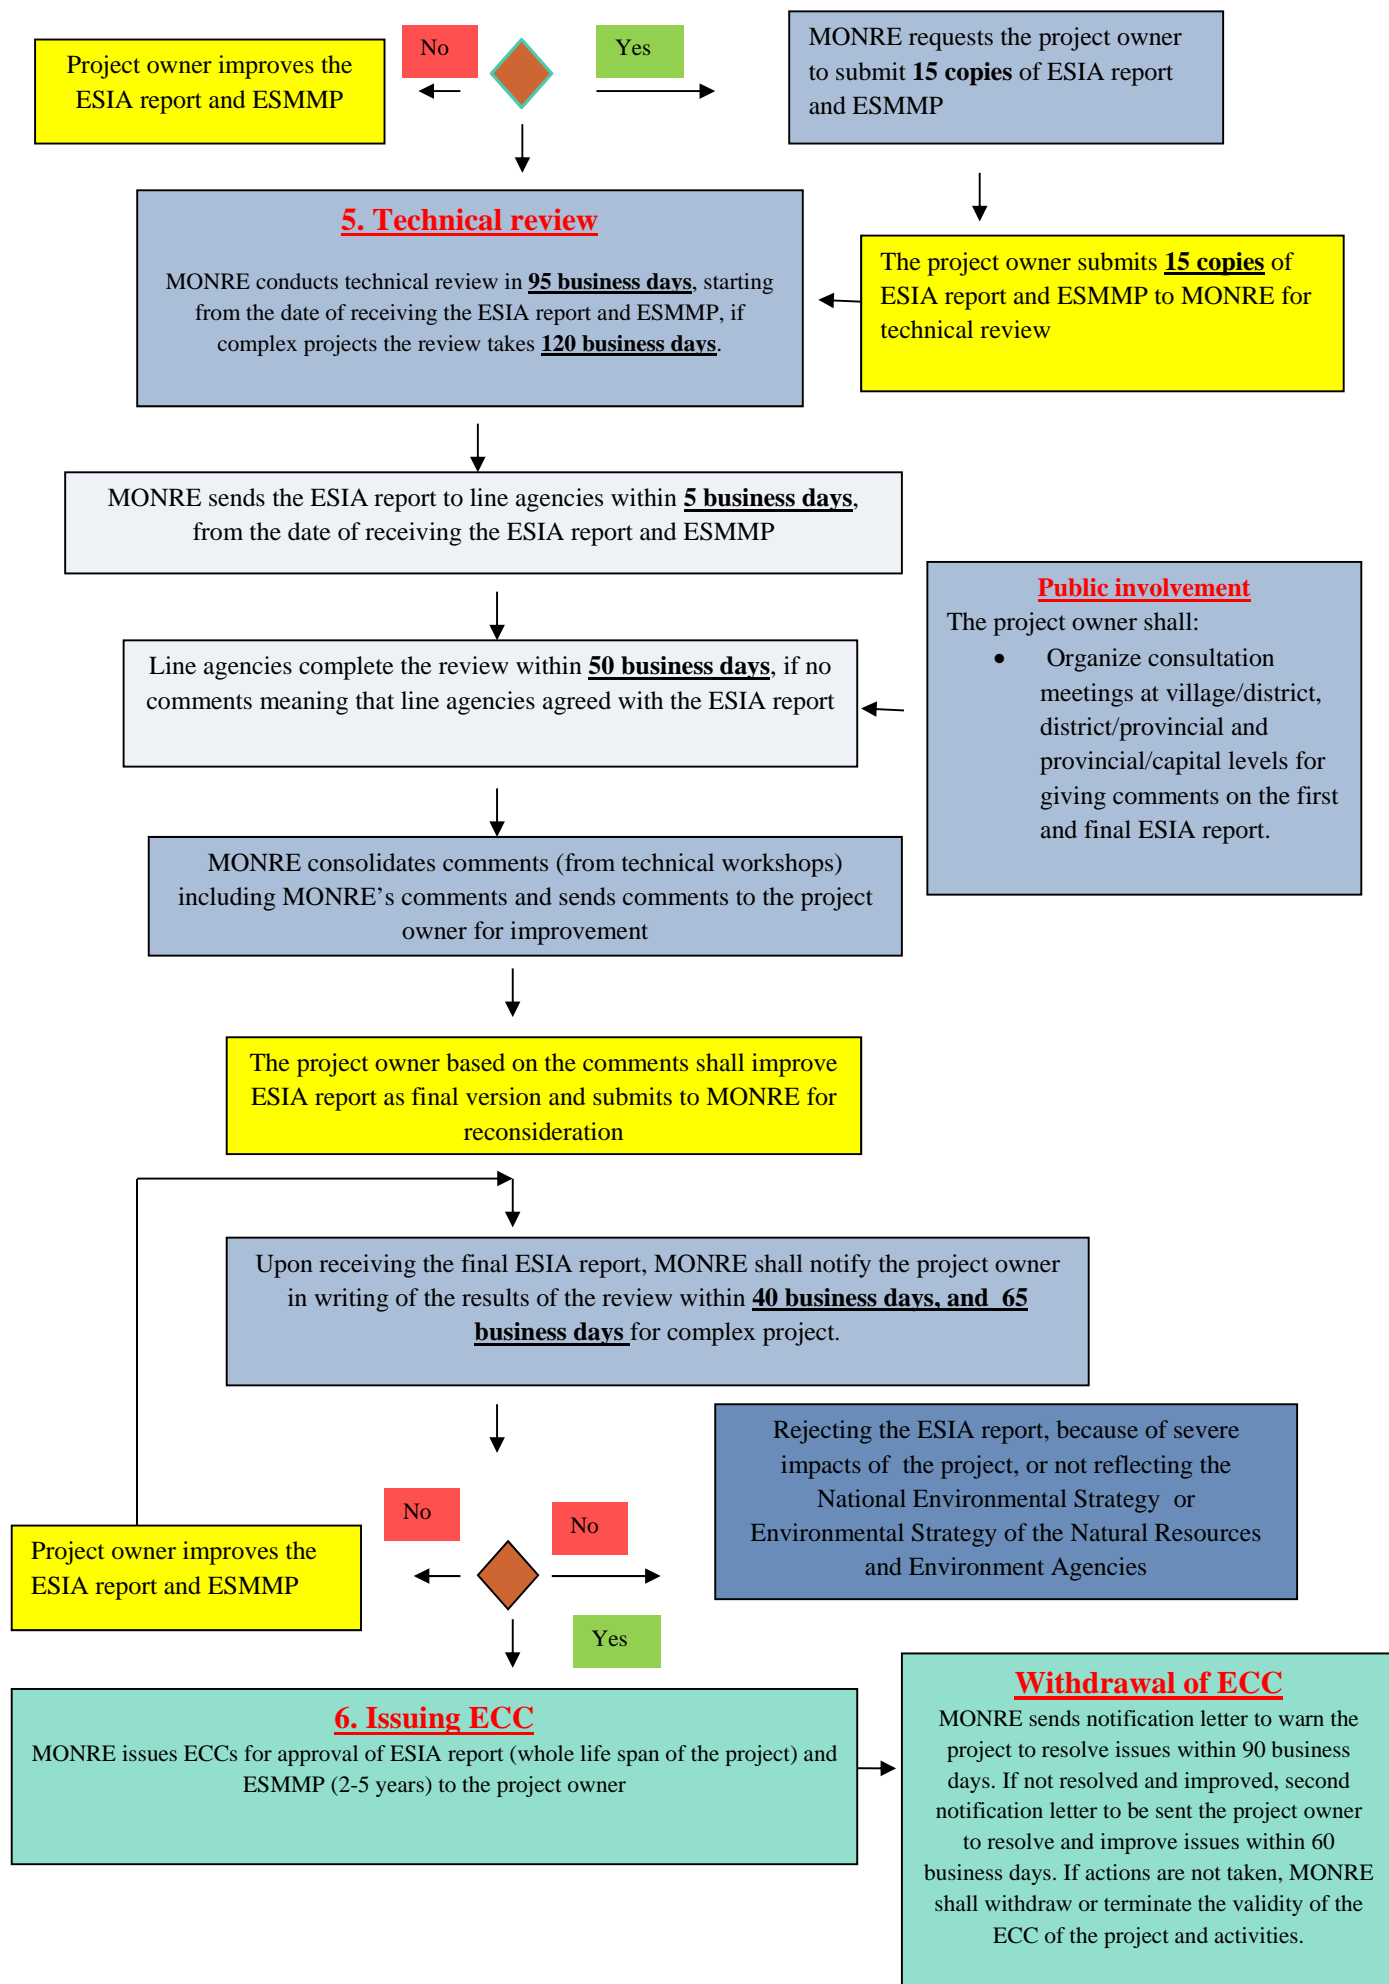 No
Yes
Project owner improves the
ESIA report and ESMMP
MONRE requests the project owner
to submit 15 copies of ESIA report
and ESMMP
5. Technical review
MONRE conducts technical review in 95 business days, starting
from the date of receiving the ESIA report and ESMMP, if
complex projects the review takes 120 business days.
The project owner submits 15 copies of
ESIA report and ESMMP to MONRE for
technical review
MONRE sends the ESIA report to line agencies within 5 business days,
from the date of receiving the ESIA report and ESMMP
Public involvement
The project owner shall:
• Organize consultation
meetings at village/district,
district/provincial and
provincial/capital levels for
giving comments on the first
and final ESIA report.
Line agencies complete the review within 50 business days, if no
comments meaning that line agencies agreed with the ESIA report
MONRE consolidates comments (from technical workshops)
including MONRE’s comments and sends comments to the project
owner for improvement
The project owner based on the comments shall improve
ESIA report as final version and submits to MONRE for
reconsideration
Upon receiving the final ESIA report, MONRE shall notify the project owner
in writing of the results of the review within 40 business days, and 65
business days for complex project.
Rejecting the ESIA report, because of severe
impacts of the project, or not reflecting the
National Environmental Strategy or
Environmental Strategy of the Natural Resources
and Environment Agencies
No
No
Project owner improves the
ESIA report and ESMMP
Yes
6. Issuing ECC
MONRE issues ECCs for approval of ESIA report (whole life span of the project) and
ESMMP (2-5 years) to the project owner
Withdrawal of ECC
MONRE sends notification letter to warn the
project to resolve issues within 90 business
days. If not resolved and improved, second
notification letter to be sent the project owner
to resolve and improve issues within 60
business days. If actions are not taken, MONRE
shall withdraw or terminate the validity of the
ECC of the project and activities.